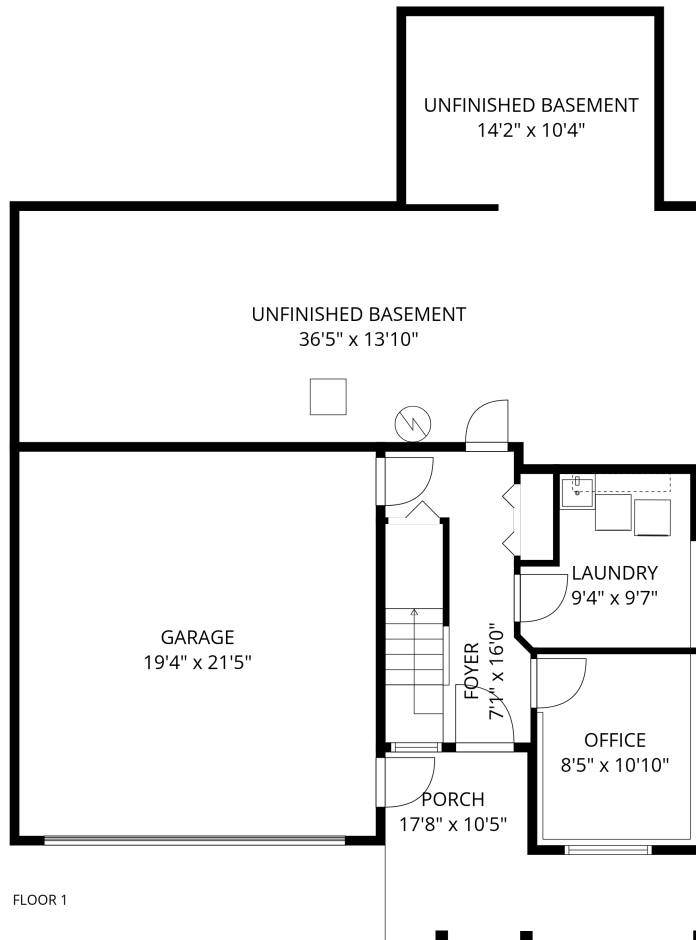 UNFINISHED BASEMENT
14'2" x 10'4"
UNFINISHED BASEMENT
36'5" x 13'10"
LAUNDRY
9'4" x 9'7"
GARAGE
19'4" x 21'5"
FOYER
7'1" x 16'0"
OFFICE
8'5" x 10'10"
PORCH
17'8" x 10'5"
FLOOR 1